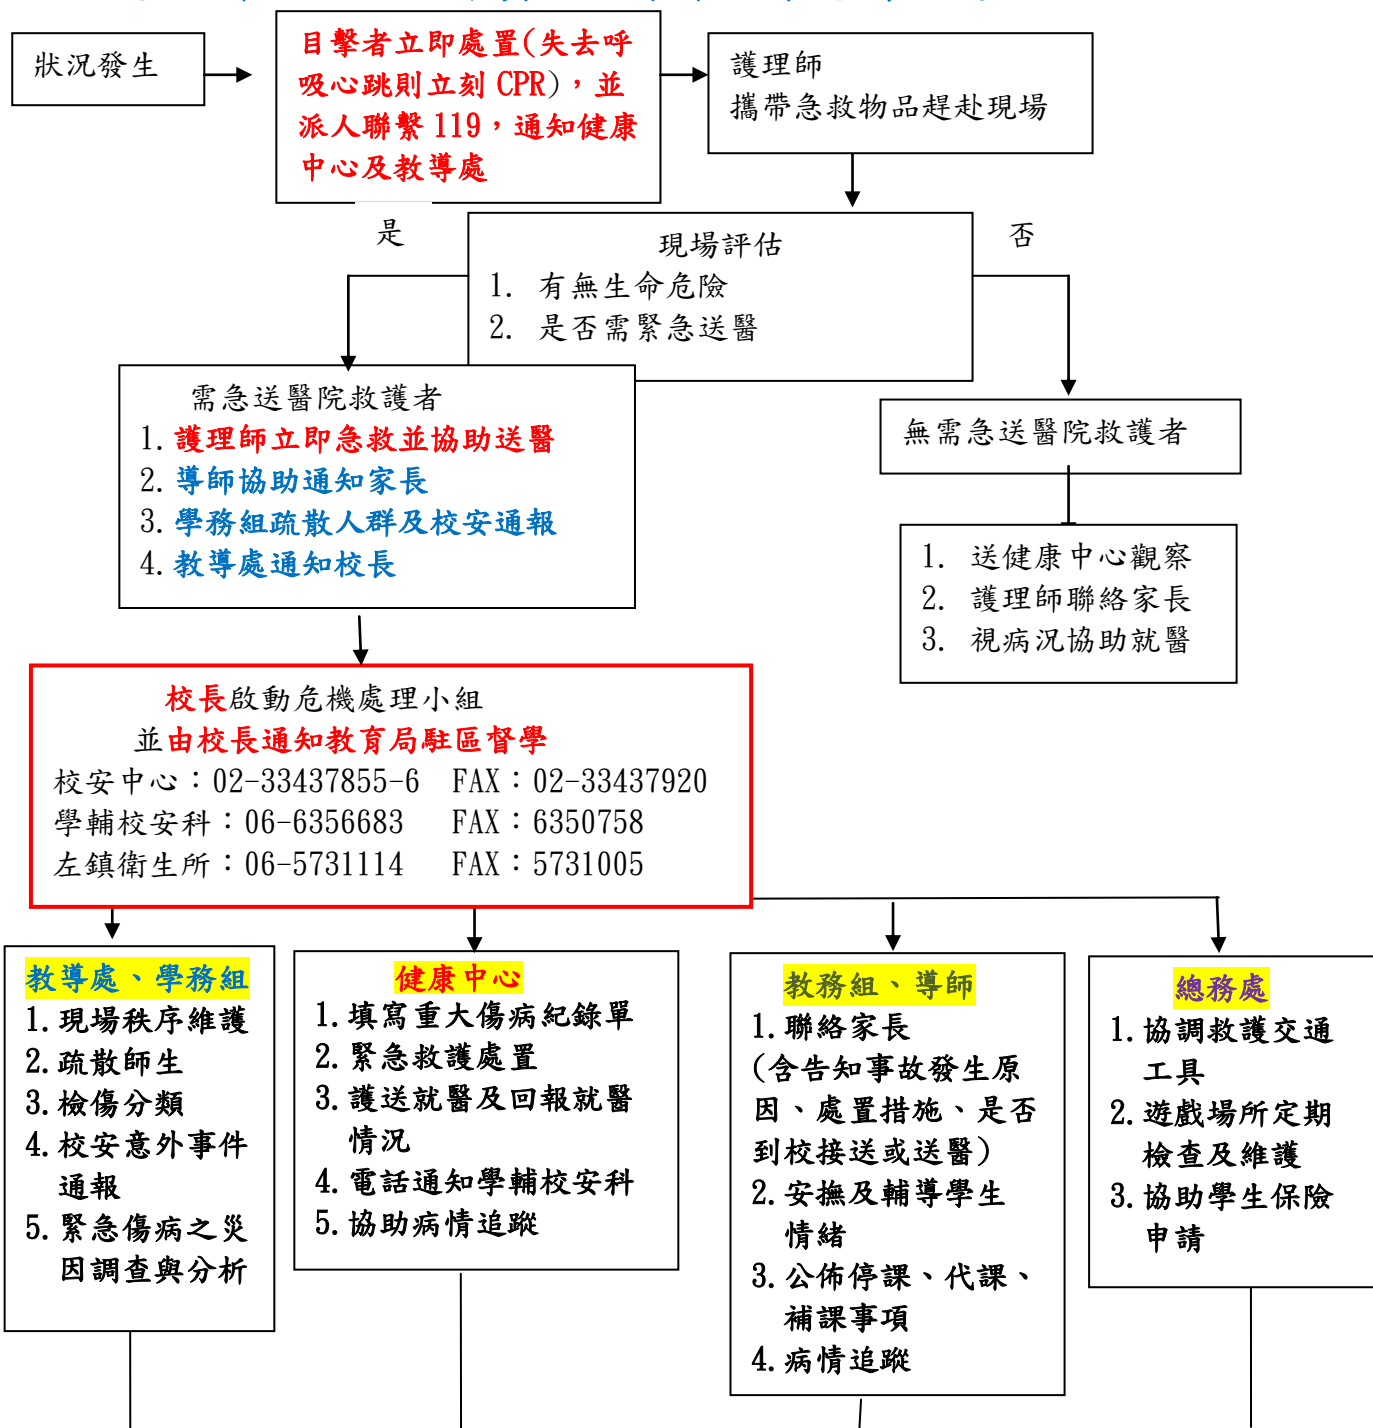 狀況發生
目擊者立即處置(失去呼
吸心跳則立刻 CPR)，並
派人聯繫 119，通知健康
中心及教導處
護理師
攜帶急救物品趕赴現場
是
否
現場評估
1. 有無生命危險
2. 是否需緊急送醫
需急送醫院救護者
1. 護理師立即急救並協助送醫
2. 導師協助通知家長
3. 學務組疏散人群及校安通報
4. 教導處通知校長
無需急送醫院救護者
1. 送健康中心觀察
2. 護理師聯絡家長
3. 視病況協助就醫
校長啟動危機處理小組
並由校長通知教育局駐區督學
校安中心：02-33437855-6 FAX：02-33437920
學輔校安科：06-6356683 FAX：6350758
左鎮衛生所：06-5731114 FAX：5731005
教導處、學務組
1. 現場秩序維護
2. 疏散師生
3. 檢傷分類
4. 校安意外事件
通報
5. 緊急傷病之災
因調查與分析
健康中心
1. 填寫重大傷病紀錄單
2. 緊急救護處置
3. 護送就醫及回報就醫
情況
4. 電話通知學輔校安科
5. 協助病情追蹤
教務組、導師
1. 聯絡家長
(含告知事故發生原
因、處置措施、是否
到校接送或送醫)
2. 安撫及輔導學生
情緒
3. 公佈停課、代課、
補課事項
4. 病情追蹤
總務處
1. 協調救護交通
工具
2. 遊戲場所定期
檢查及維護
3. 協助學生保險
申請